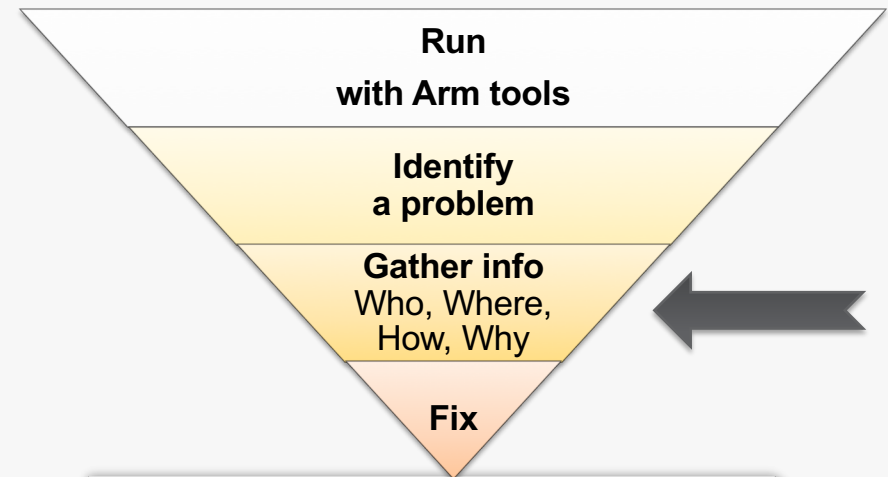 Run
with Arm tools
Identify
a problem
Gather info
Who, Where,
How, Why
Fix